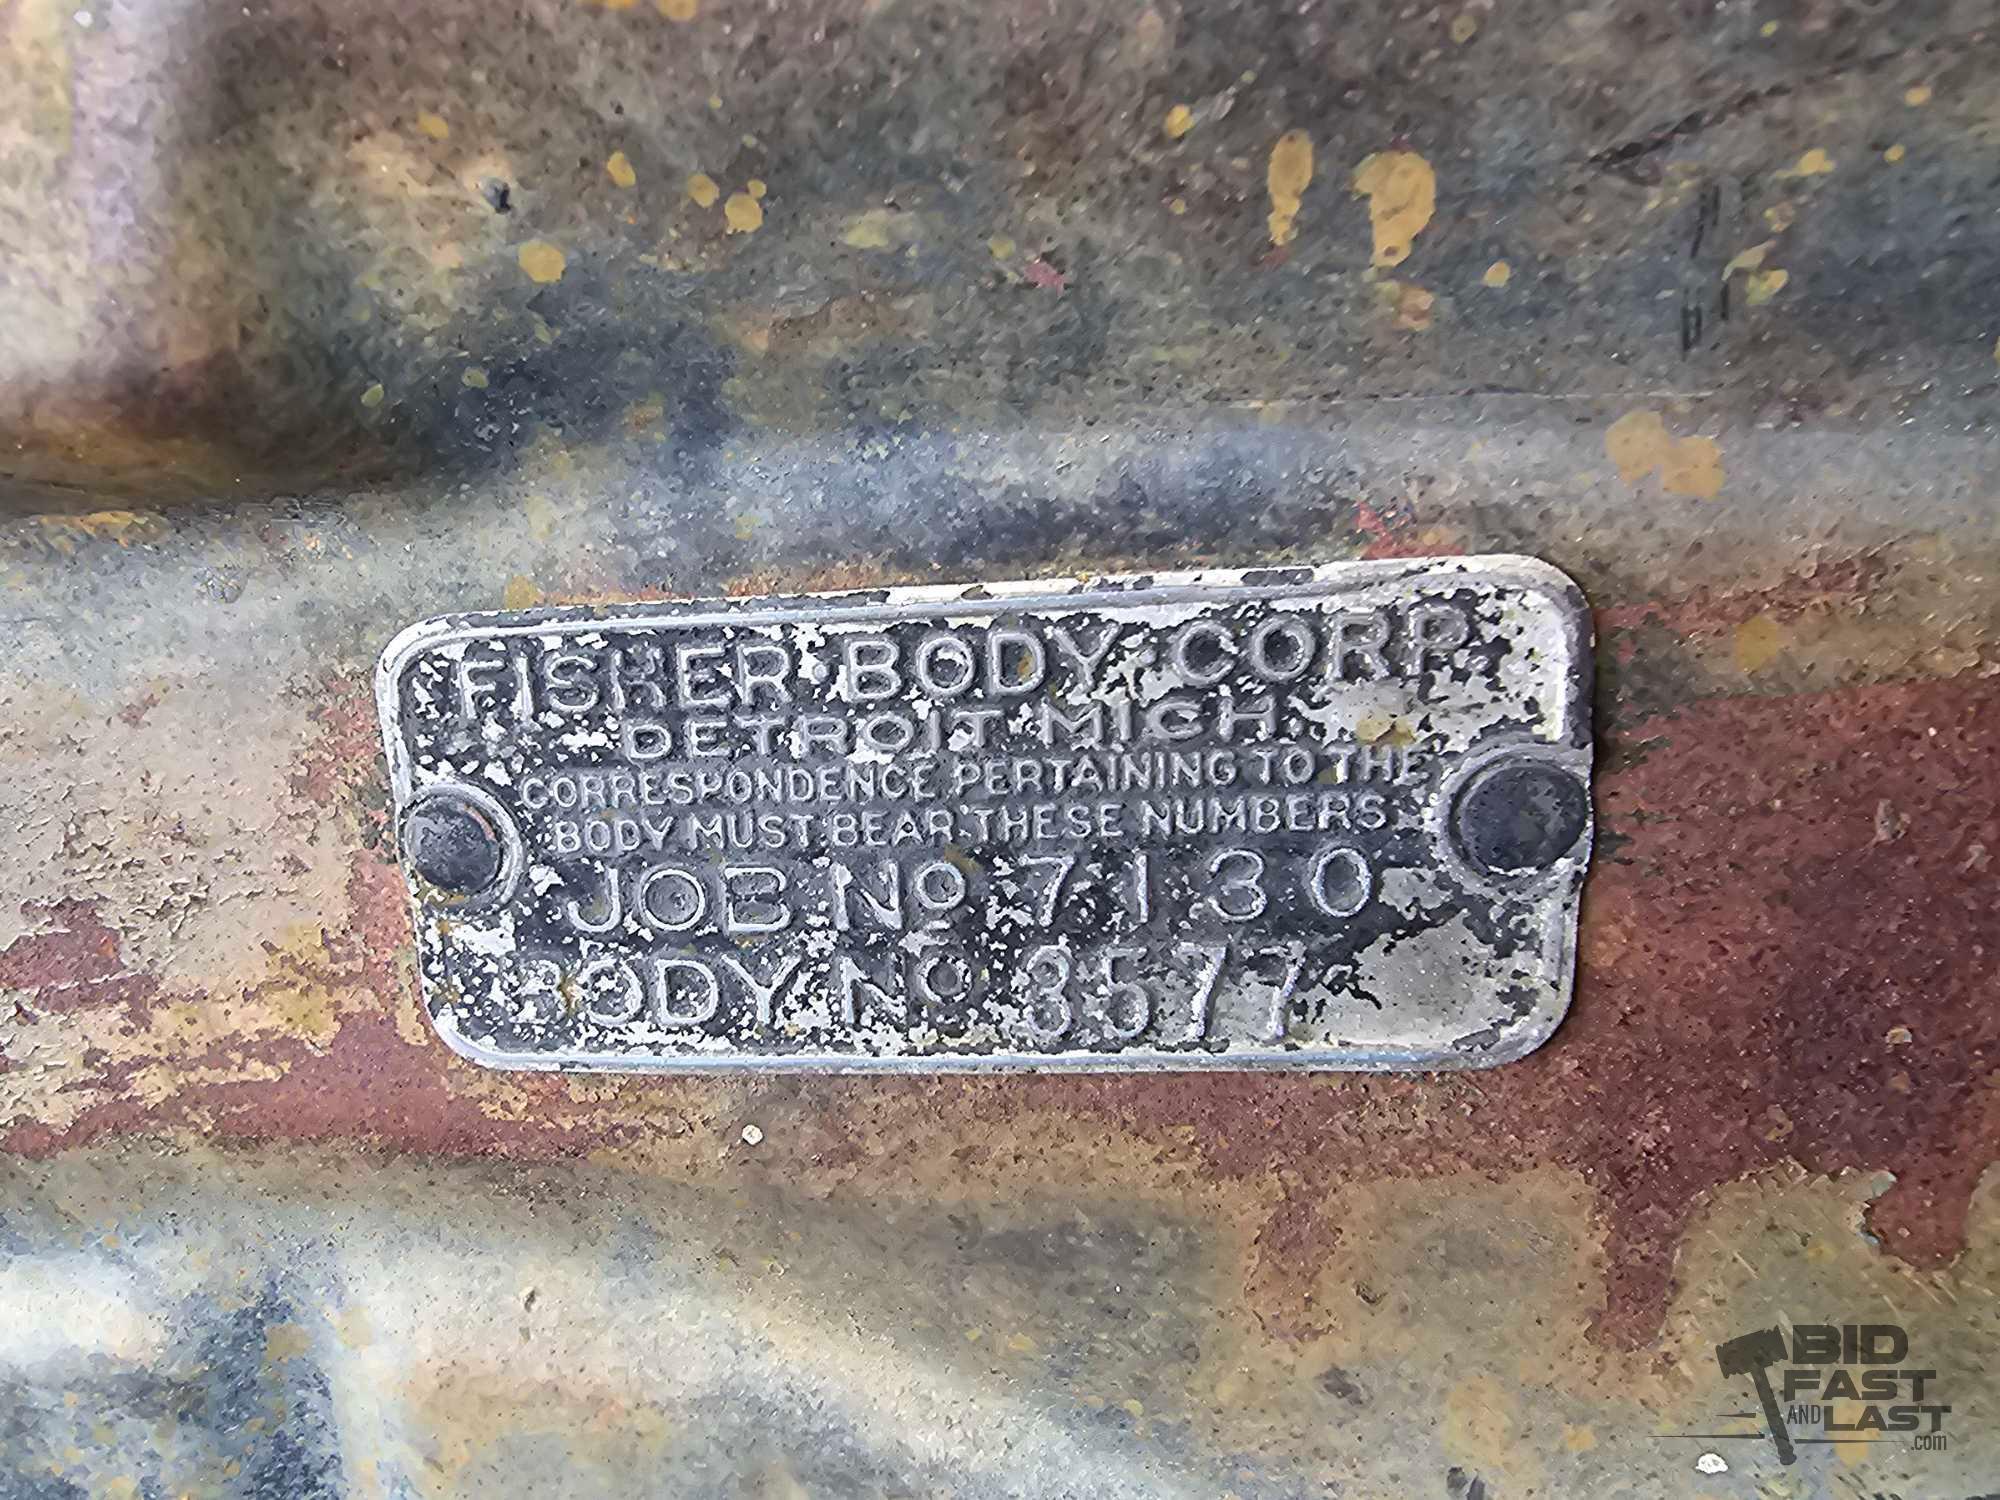 FISHER BODY CORP
DETROIT MICH.
CORRESPONDENCE PERTAINING TO THE
BODY MUST BEAR THESE NUMBERS
JOB No 7130
BODY No 3577
BID
FAST
AND LAST
.com